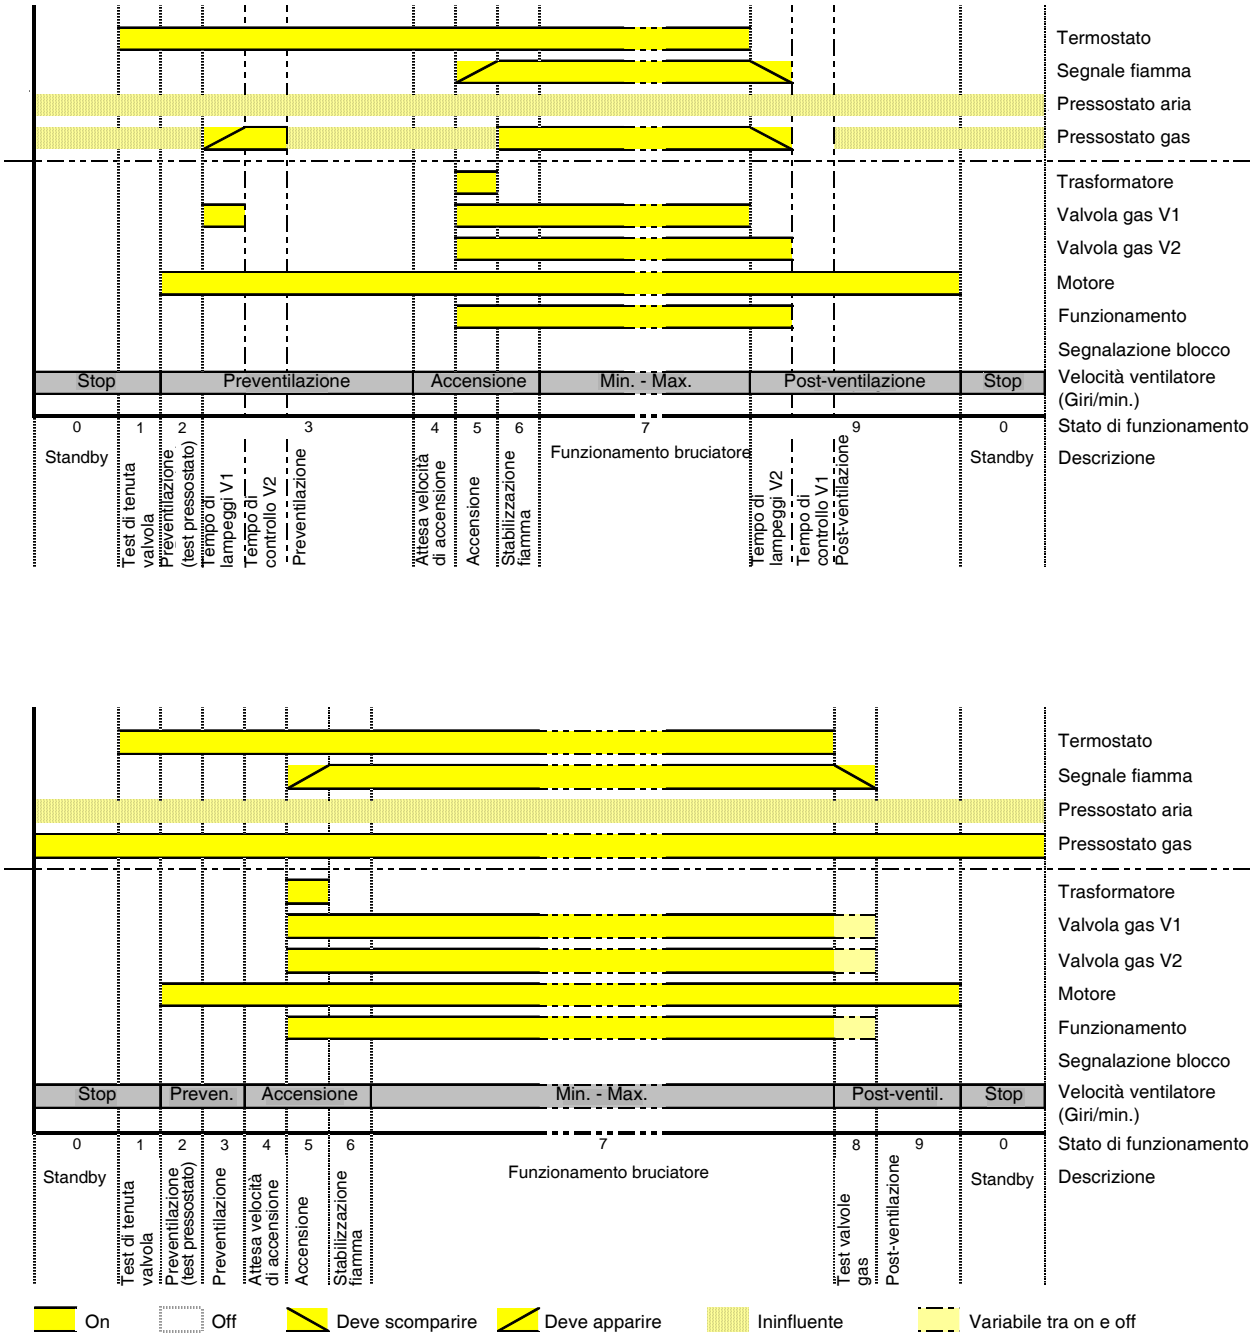 Termostato
Segnale fiamma
Pressostato aria
Pressostato gas
Trasformatore
Valvola gas V1
Valvola gas V2
Motore
Funzionamento
Segnalazione blocco
Stop Preventilazione Accensione Min. - Max. Post-ventilazione Stop Velocità ventilatore
(Giri/min.)
0 1 2 3 4 5 6 7 9 0 Stato di funzionamento
Standby Funzionamento bruciatore Standby Descrizione
Test di tenuta
valvola
Preventilazione
(test pressostato)
Tempo di
lampeggi V1
Tempo di
controllo V2
Preventilazione
Attesa velocità
di accensione
Accensione
Stabilizzazione
fiamma
Tempo di
lampeggi V2
Tempo di
controllo V1
Post-ventilazione
Termostato
Segnale fiamma
Pressostato aria
Pressostato gas
Trasformatore
Valvola gas V1
Valvola gas V2
Motore
Funzionamento
Segnalazione blocco
Stop Preven. Accensione Min. - Max. Post-ventil. Stop Velocità ventilatore
(Giri/min.)
0 1 2 3 4 5 6 7 8 9 0 Stato di funzionamento
Standby Funzionamento bruciatore Standby Descrizione
Test di tenuta
valvola
Preventilazione
(test pressostato)
Preventilazione
Attesa velocità
di accensione
Accensione
Stabilizzazione
fiamma
Test valvole
gas
Post-ventilazione
On Off Deve scomparire Deve apparire Ininfluente Variabile tra on e off